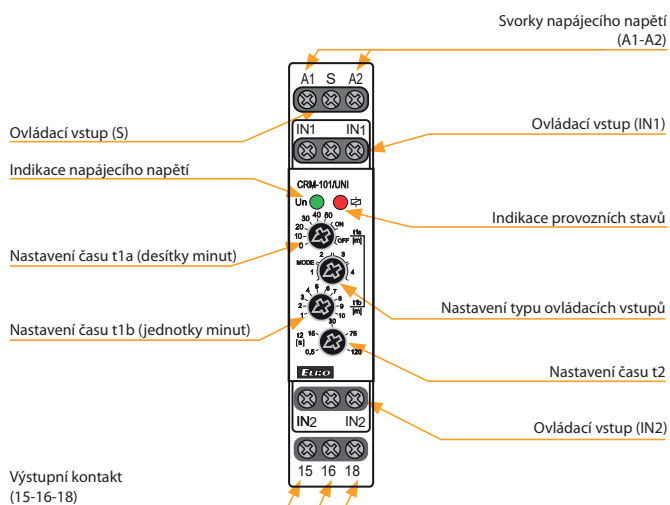 Svorky napájecího napětí
(A1-A2)
A1 S A2
Ovládací vstup (S)
IN1 IN1
Ovládací vstup (IN1)
Indikace napájecího napětí
CRM-101/UNI
Un
Indikace provozních stavů
0 10 20 30 40 50 ON OFF
t1a
[m]
Nastavení času t1a (desítky minut)
MODE
1 2 3 4
Nastavení typu ovládacích vstupů
1 2 3 4 5 6 7 8 9 10
t1b
[m]
Nastavení času t1b (jednotky minut)
t2
[s]
0.5 15 30 75 120
Nastavení času t2
ELKO
IN2 IN2
Ovládací vstup (IN2)
15 16 18
Výstupní kontakt
(15-16-18)